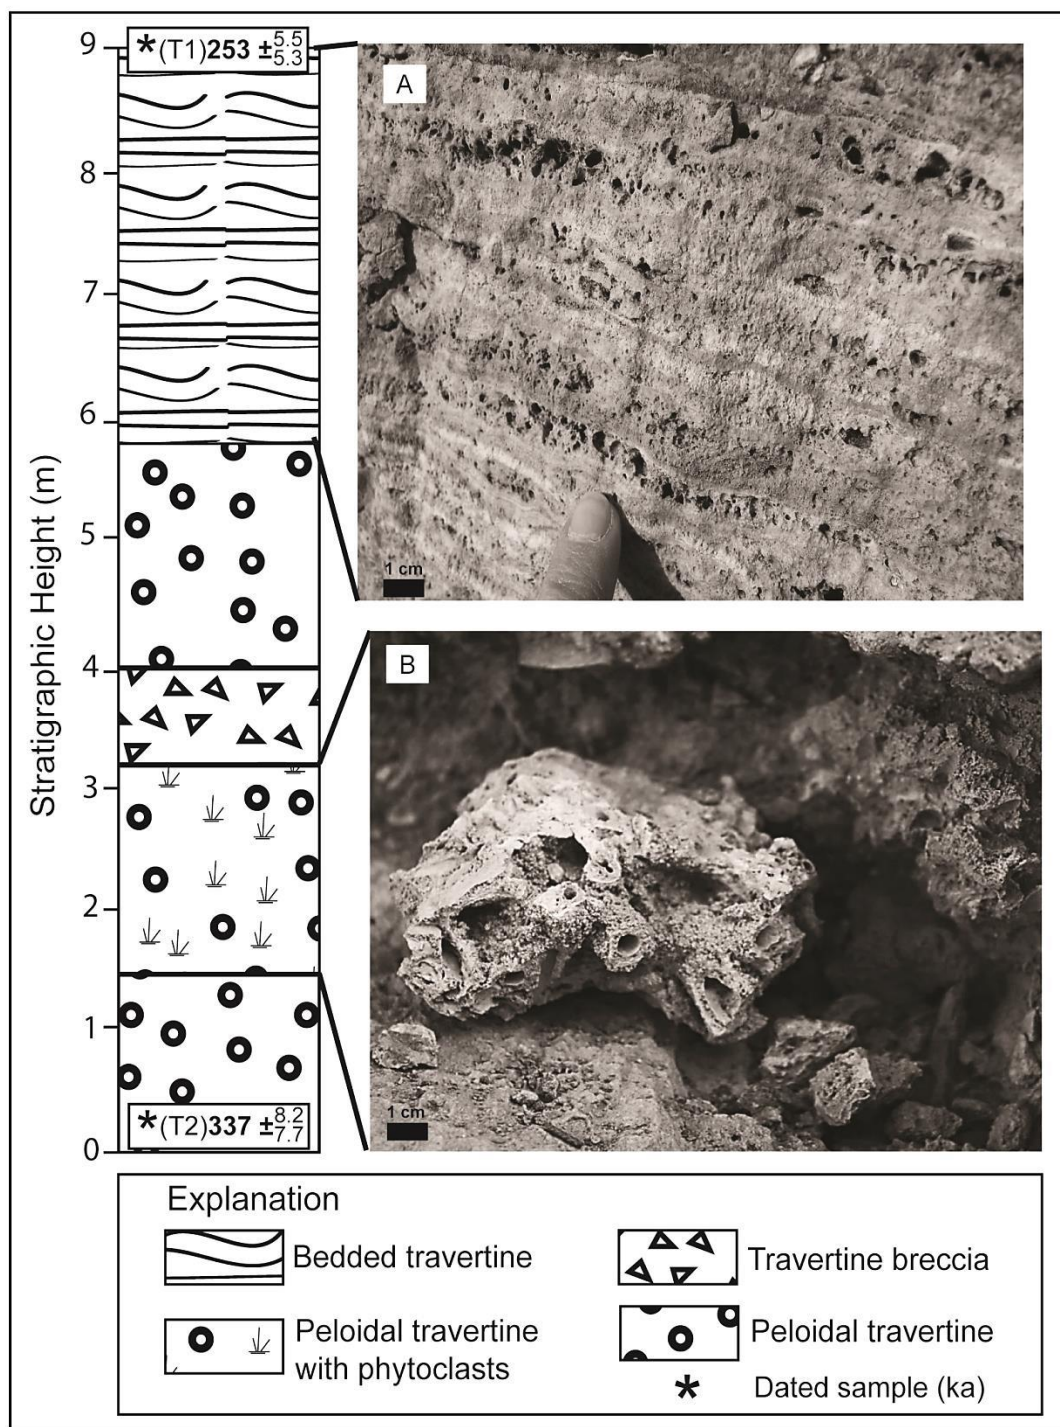 9
*(T1)253 ±5.5 5.3
8
7
6
5
4
3
2
1
0
*(T2)337 ±8.2 7.7
Stratigraphic Height (m)
A
1 cm
B
1 cm
Explanation
Bedded travertine
Travertine breccia
Peloidal travertine
with phytoclasts
Peloidal travertine
* Dated sample (ka)